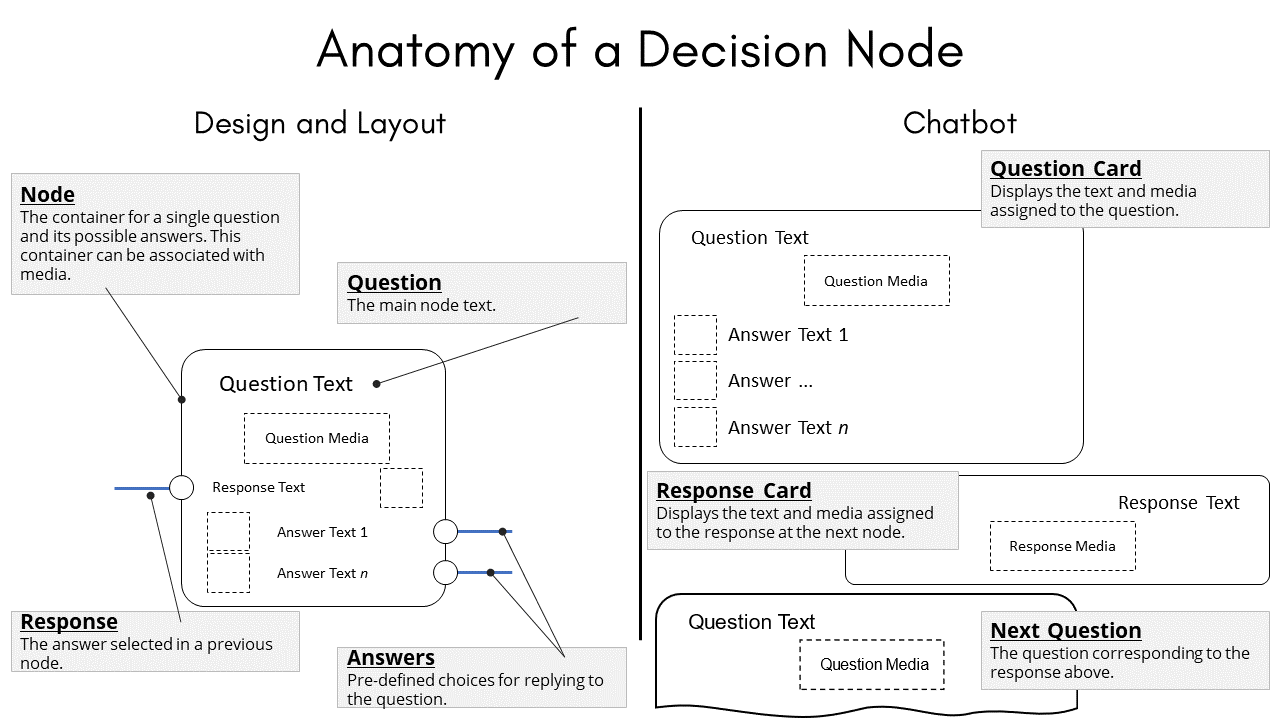 Anatomy of a Decision Node
Design and Layout
Node
The container for a single question
and its possible answers. This
container can be associated with
media.
Question
The main node text.
Question Text
Question Media
Response Text
Answer Text 1
Answer Text n
Response
The answer selected in a previous
node.
Answers
Pre-defined choices for replying to
the question.
Chatbot
Question Card
Displays the text and media
assigned to the question.
Question Text
Question Media
Answer Text 1
Answer ...
Answer Text n
Response Card
Displays the text and media assigned
to the response at the next node.
Response Text
Response Media
Question Text
Question Media
Next Question
The question corresponding to the
response above.